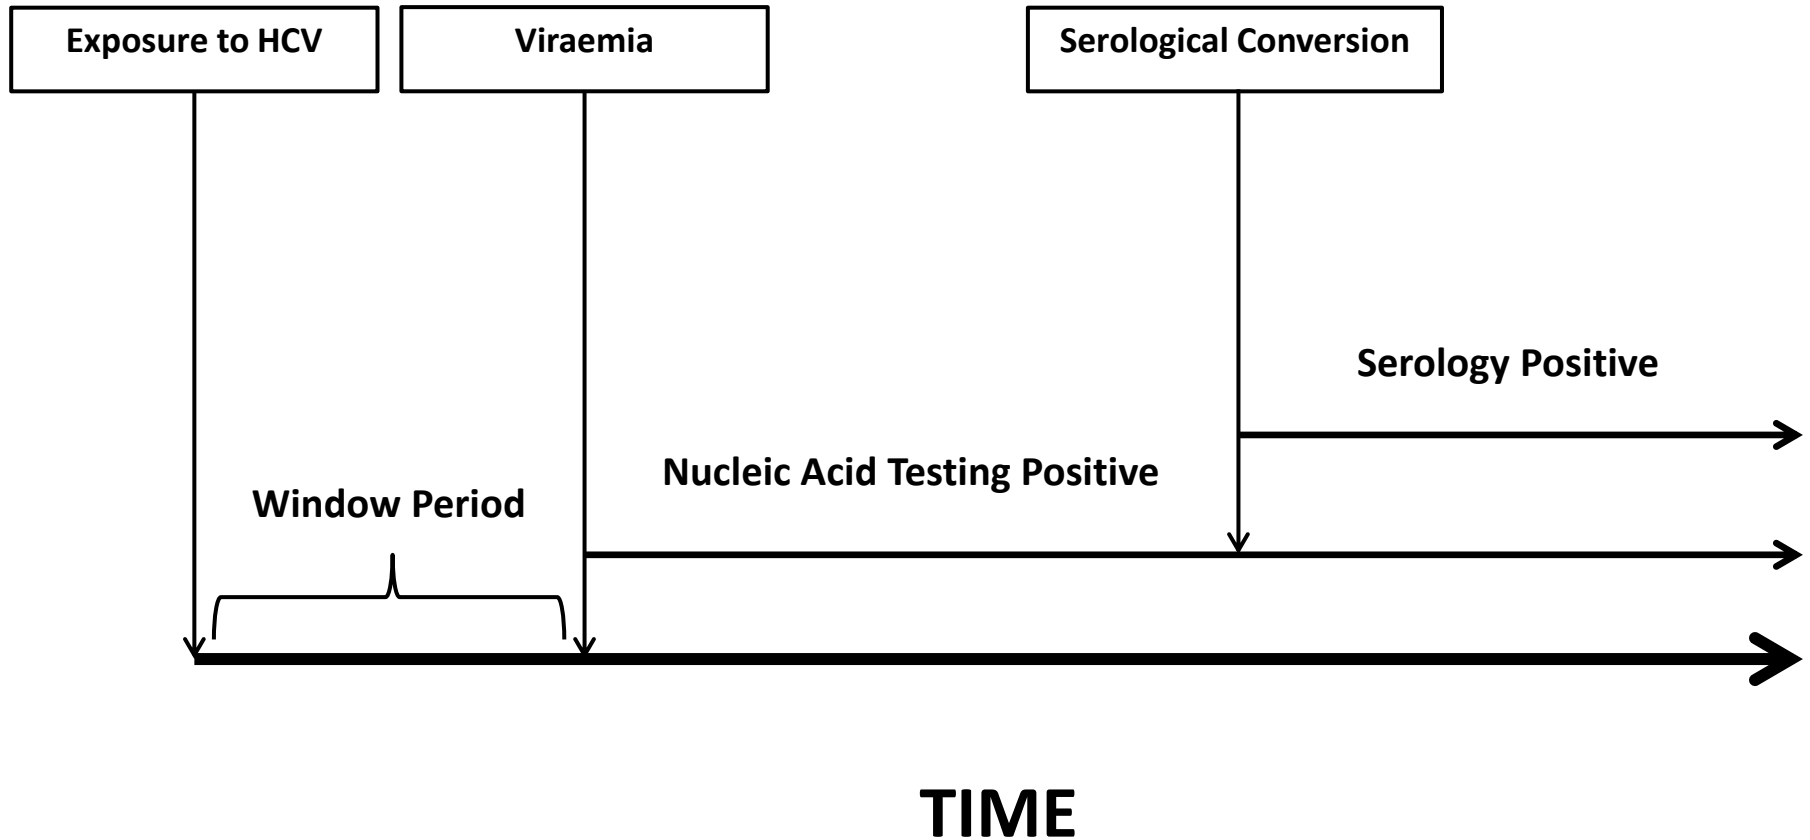 Exposure to HCV
Viraemia
Serological Conversion
Serology Positive
Nucleic Acid Testing Positive
Window Period
TIME